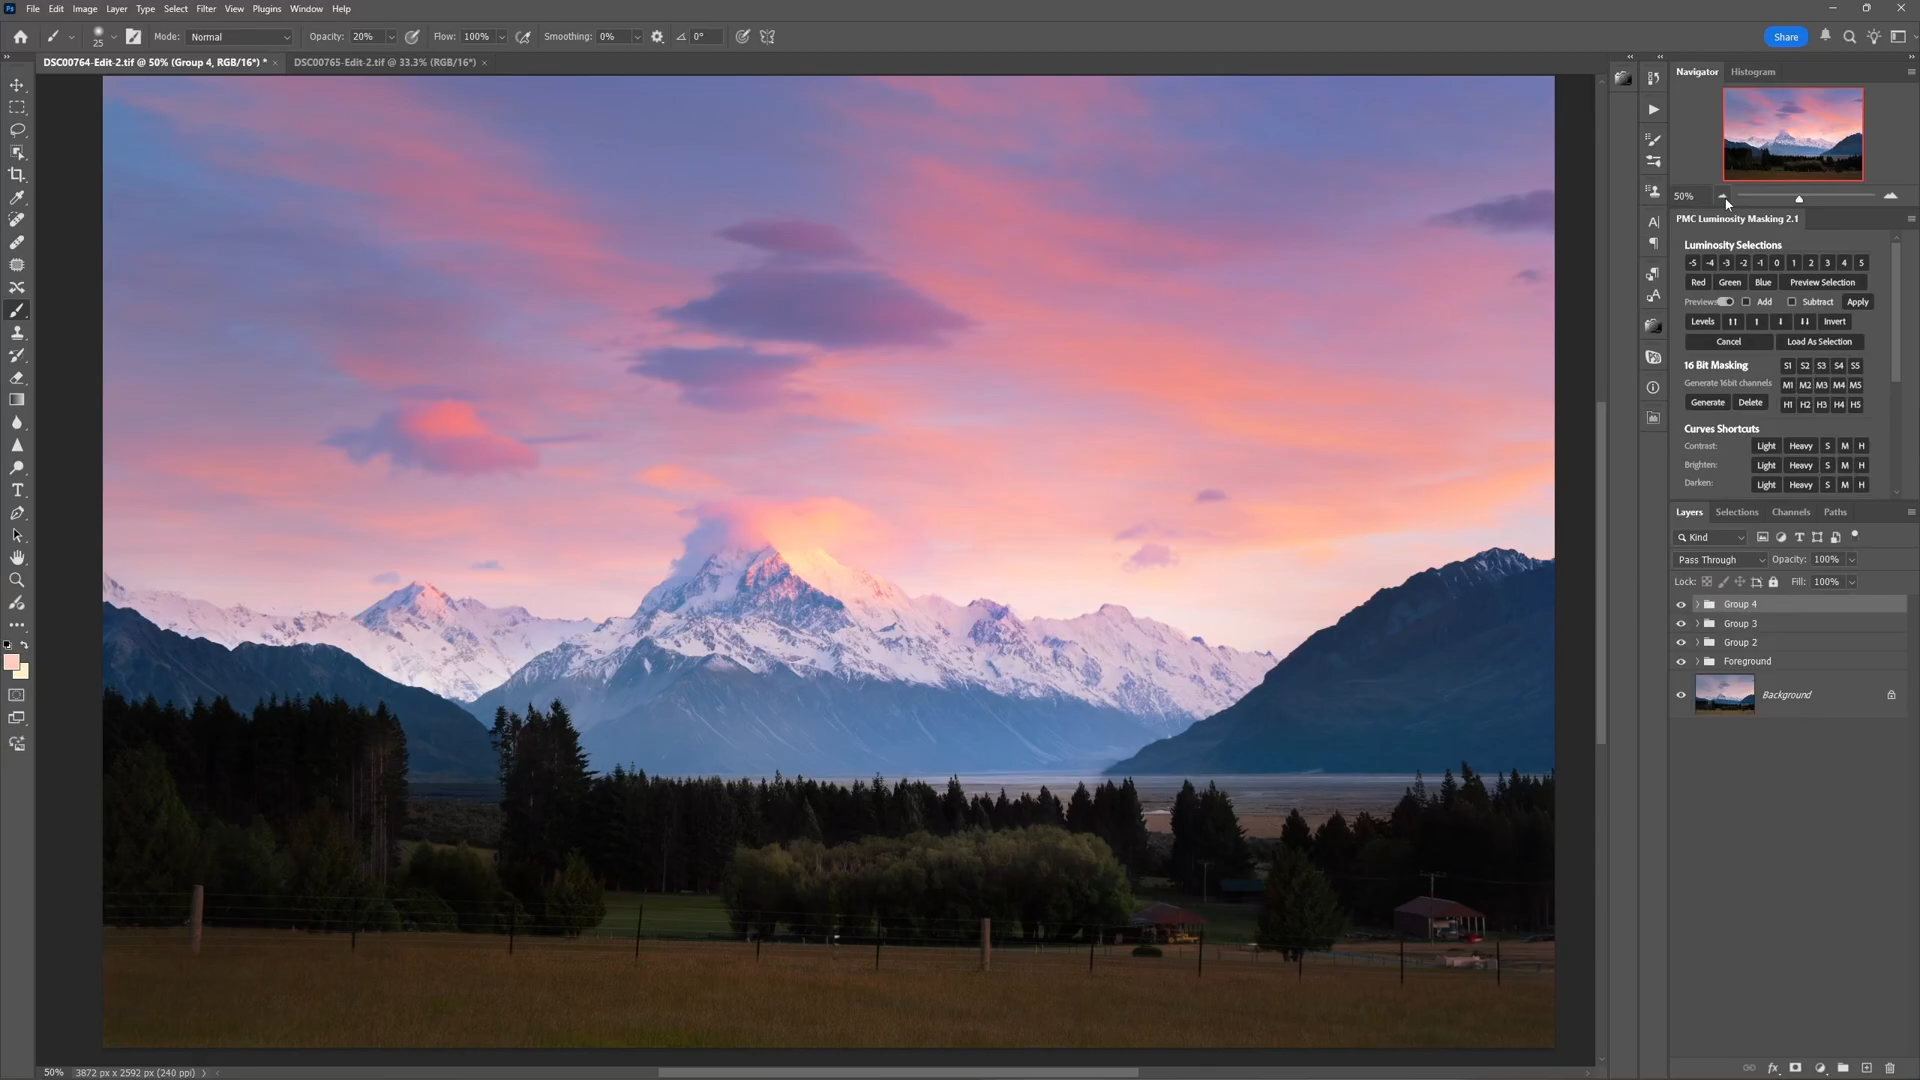 Ps File Edit Image Layer Type Select Filter View Plugins Window Help
25 Mode: Normal Opacity: 20% Flow: 100% Smoothing: 0% 0° Share
DSC00764-Edit-2.tif @ 50% (Group 4, RGB/16*) * × DSC00765-Edit-2.tif @ 33.3% (RGB/16*) ×
Navigator Histogram
50%
PMC Luminosity Masking 2.1
Luminosity Selections
-5 -4 -3 -2 -1 0 1 2 3 4 5
Red Green Blue Preview Selection
Previews Add Subtract Apply
Levels Invert
Cancel Load As Selection
16 Bit Masking S1 S2 S3 S4 S5
Generate 16bit channels M1 M2 M3 M4 M5
Generate Delete H1 H2 H3 H4 H5
Curves Shortcuts
Contrast: Light Heavy S M H
Brighten: Light Heavy S M H
Darken: Light Heavy S M H
Layers Selections Channels Paths
Kind
Pass Through Opacity: 100%
Lock: Fill: 100%
Group 4
Group 3
Group 2
Foreground
Background
50% 3872 px x 2592 px (240 ppi)